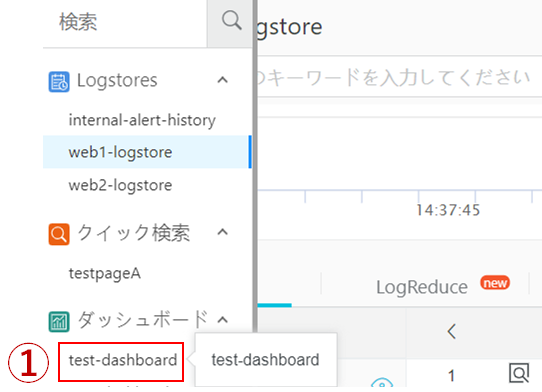 検索
gstore
Logstores
のキーワードを入力してください
internal-alert-history
web1-logstore
web2-logstore
14:37:45
クイック検索
testpageA
LogReduce new
ダッシュボード
① test-dashboard
test-dashboard
1